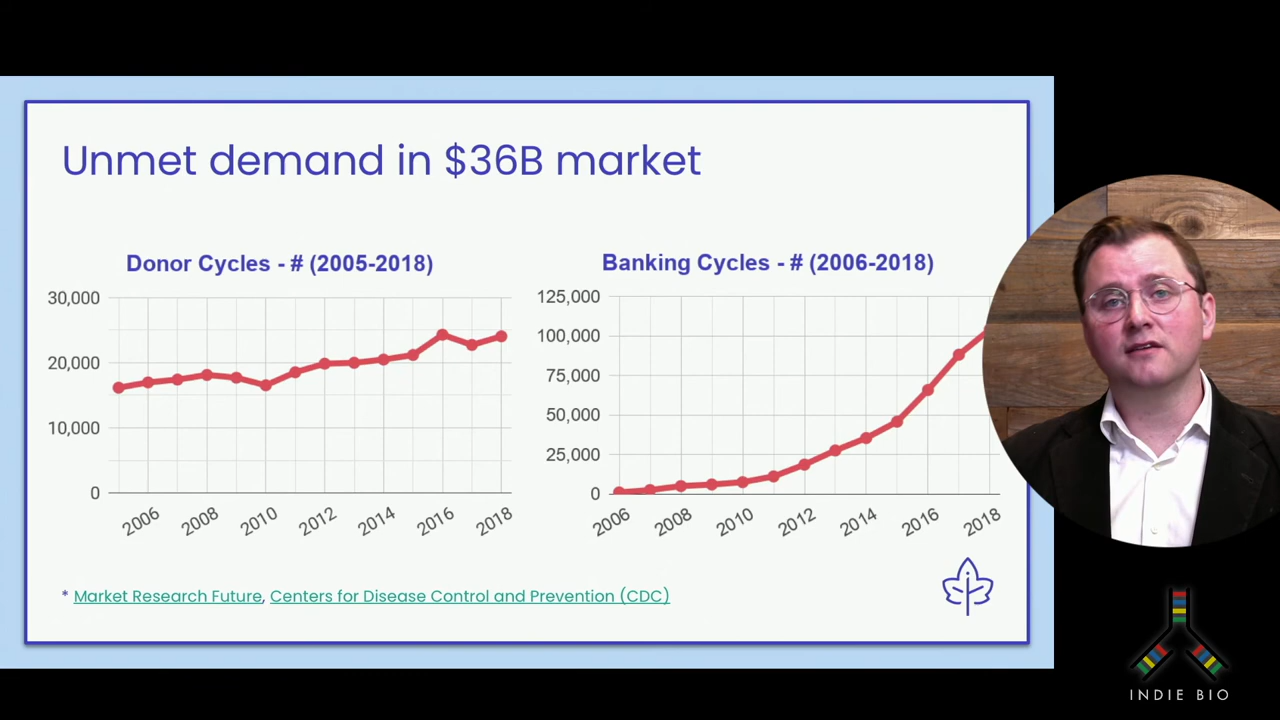 Unmet demand in $36B market
Donor Cycles - # (2005-2018)
30,000
20,000
10,000
0
2006 2008 2010 2012 2014 2016 2018
Banking Cycles - # (2006-2018)
125,000
100,000
75,000
50,000
25,000
0
2006 2008 2010 2012 2014 2016 2018
* Market Research Future, Centers for Disease Control and Prevention (CDC)
INDIE BIO